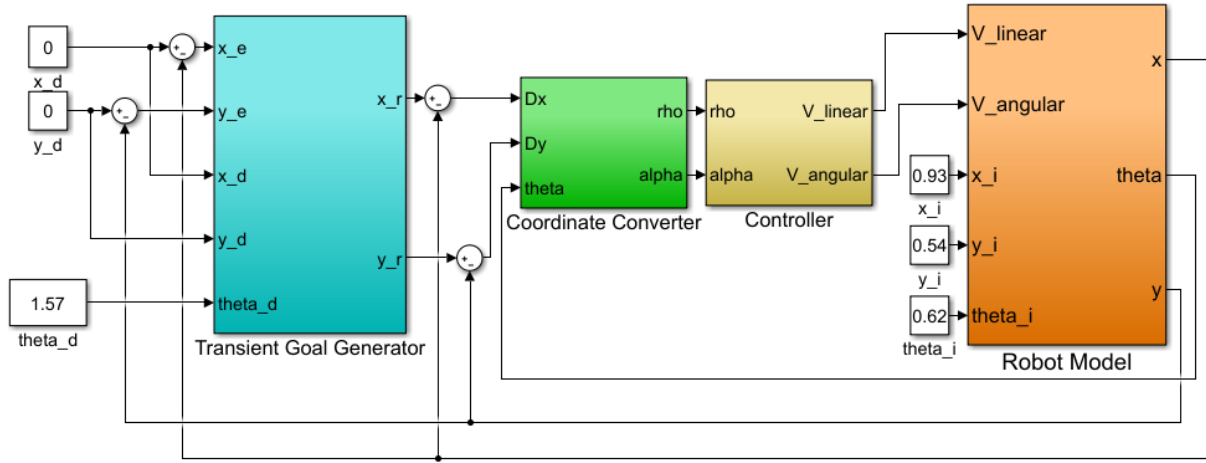 0
x_d
0
y_d
1.57
theta_d
+
-
+
-
x_e
y_e
x_d
y_d
theta_d
x_r
y_r
Transient Goal Generator
+
-
+
-
Dx
Dy
theta
rho
alpha
Coordinate Converter
rho
alpha
V_linear
V_angular
Controller
0.93
x_i
0.54
y_i
0.62
theta_i
V_linear
V_angular
x_i
y_i
theta_i
x
theta
y
Robot Model